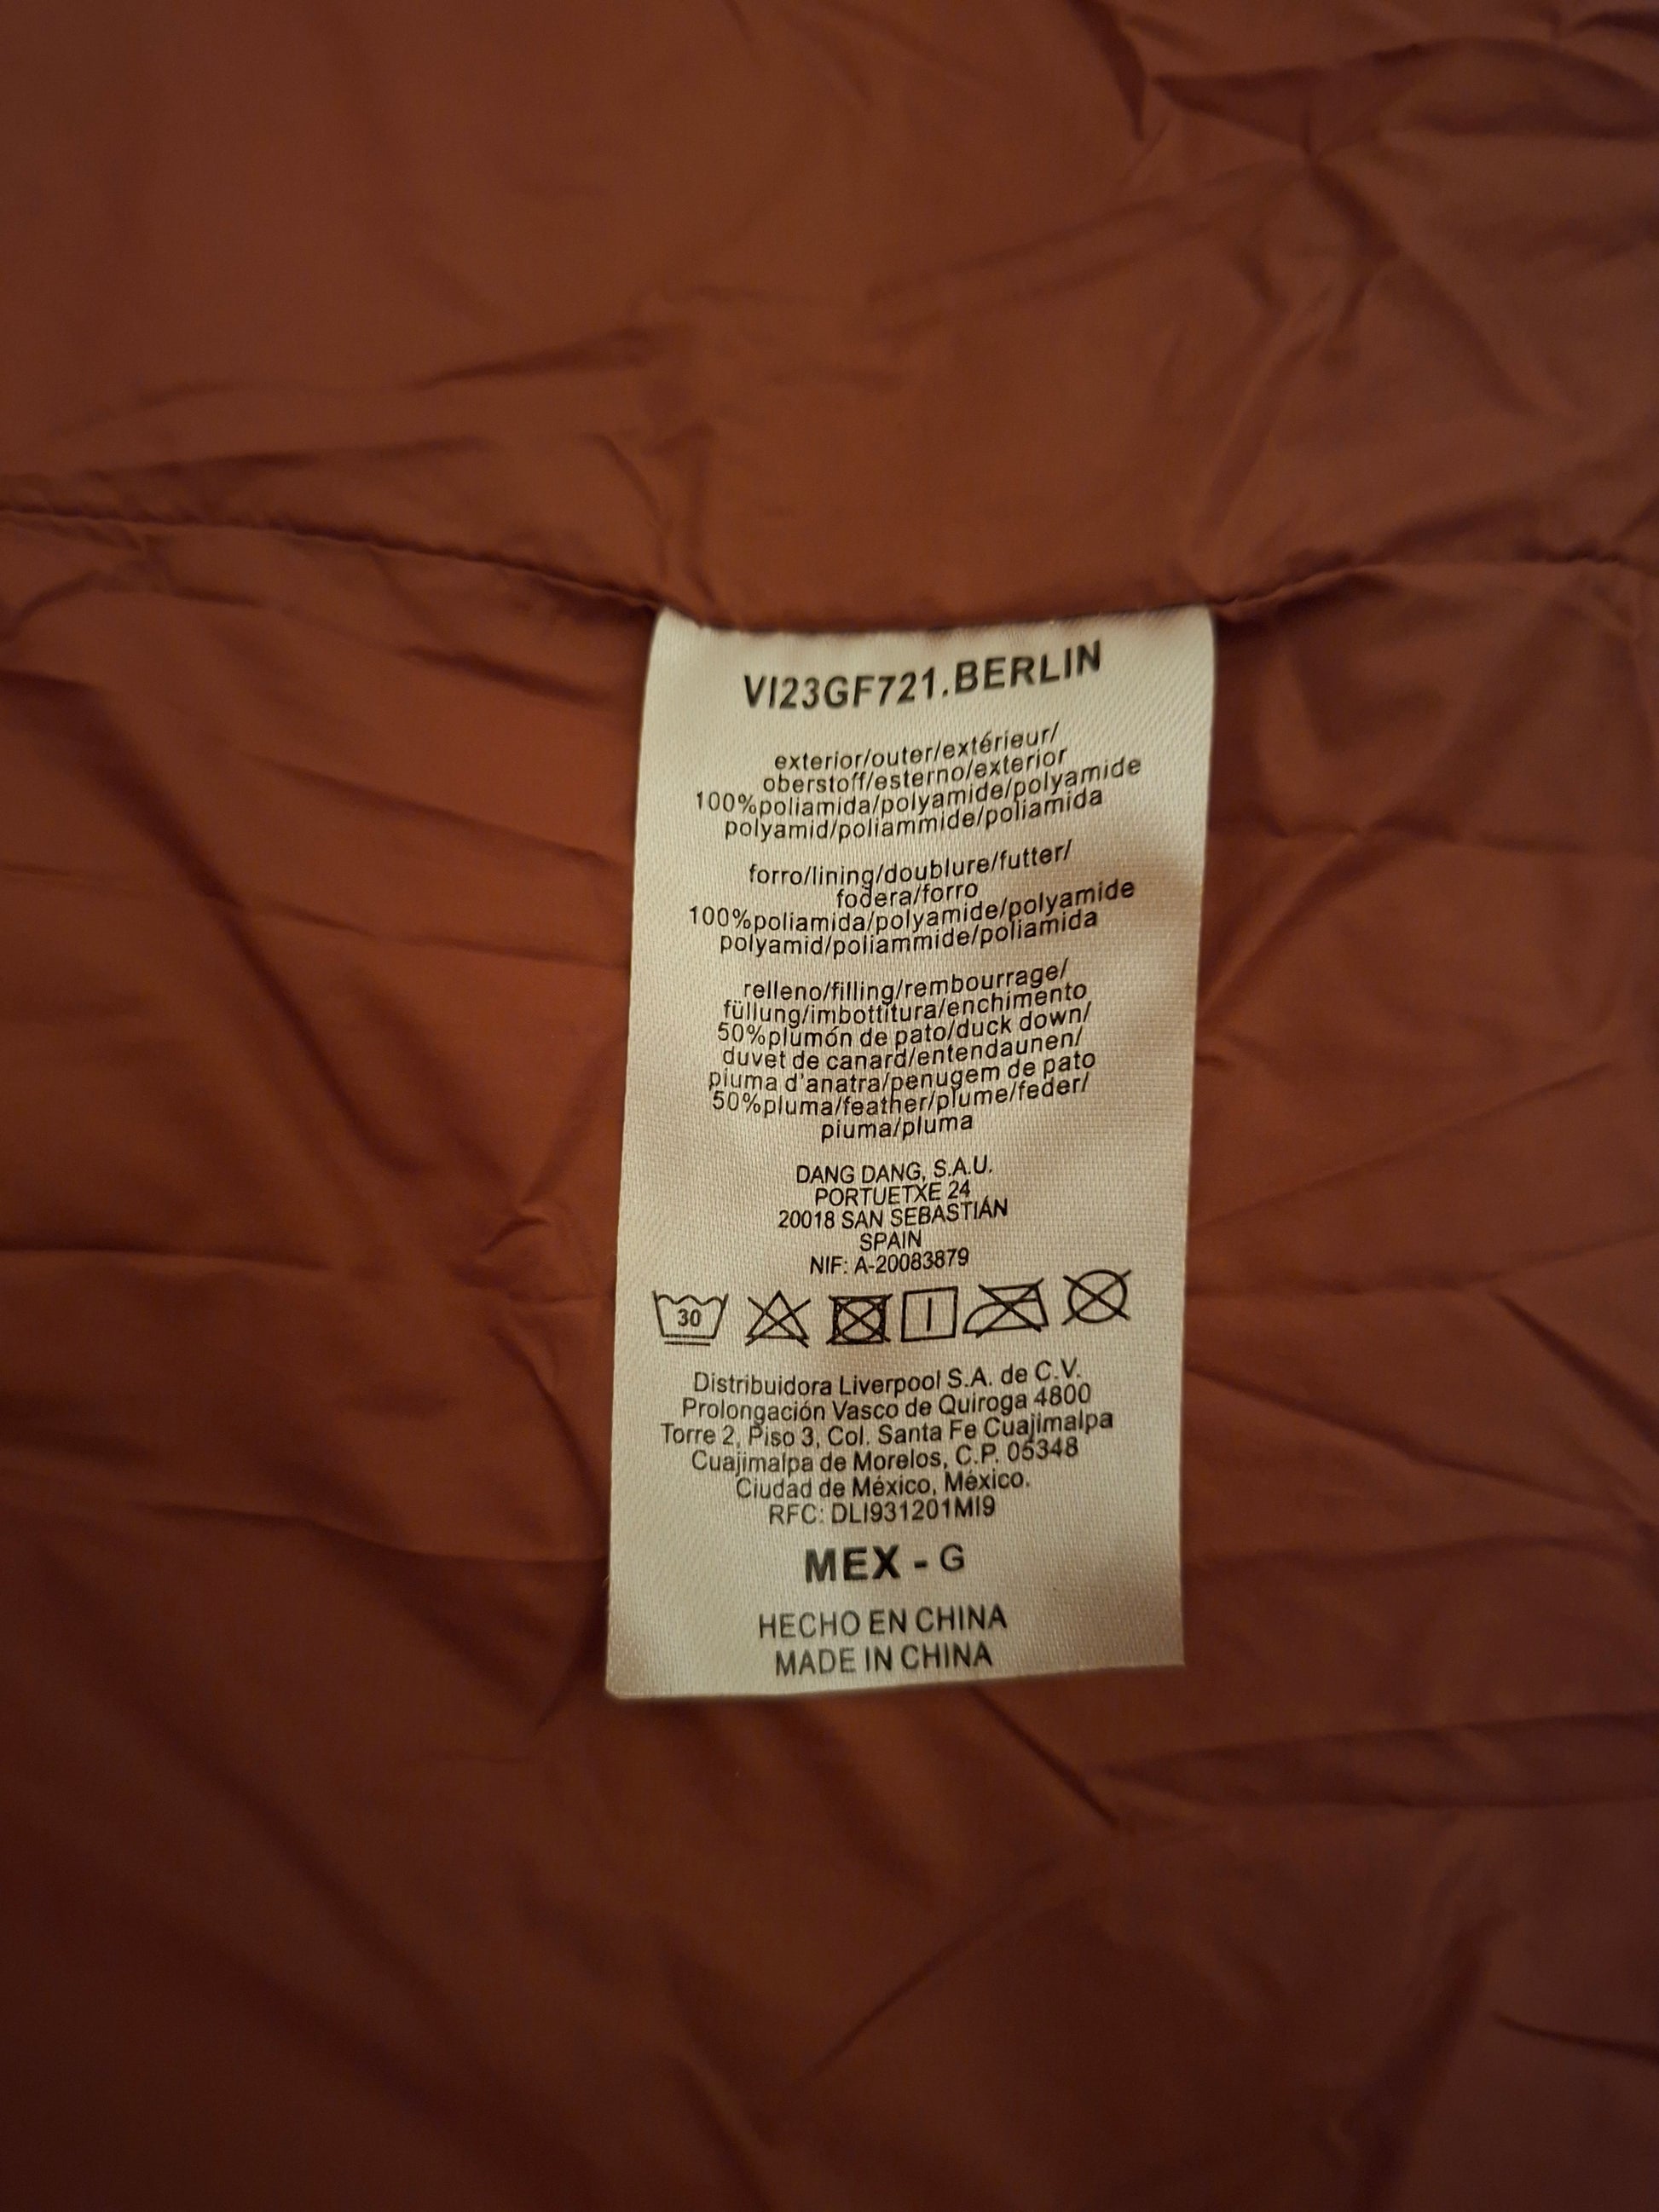 VI23GF721.BERLIN
exterior/outer/extérieur/
oberstoff/esterno/exterior
100%poliamida/polyamide/polyamide
polyamid/poliammide/poliamida
forro/lining/doublure/futter/
fodera/forro
100%poliamida/polyamide/polyamide
polyamid/poliammide/poliamida
relleno/filling/rembourrage/
füllung/imbottitura/enchimento
50%plumón de pato/duck down/
duvet de canard/entendaunen/
piuma d'anatra/penugem de pato
50%pluma/feather/plume/feder/
piuma/pluma
DANG DANG, S.A.U.
PORTUETXE 24
20018 SAN SEBASTIÁN
SPAIN
NIF: A-20083879
30
Distribuidora Liverpool S.A. de C.V.
Prolongación Vasco de Quiroga 4800
Torre 2, Piso 3, Col. Santa Fe Cuajimalpa
Cuajimalpa de Morelos, C.P. 05348
Ciudad de México, México.
RFC: DLI931201MI9
MEX - G
HECHO EN CHINA
MADE IN CHINA